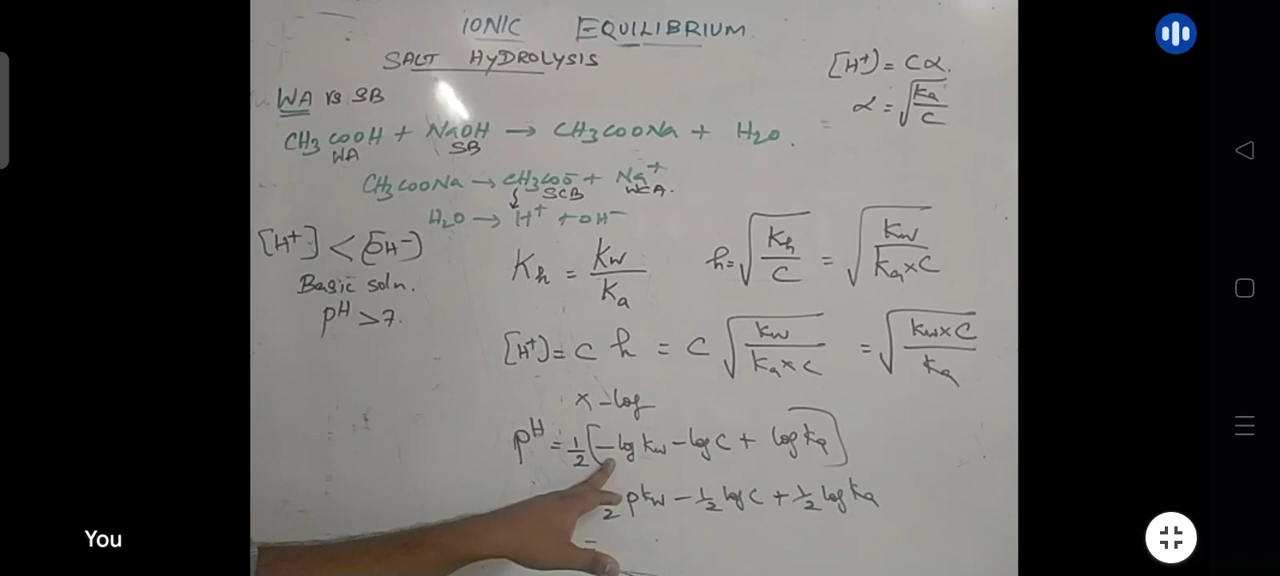 IONIC EQUILIBRIUM
SALT HYDROLYSIS
[H⁺] = Cα.
α = √(Ka/C)
WA vs SB
CH3COOH + NaOH → CH3COONa + H2O.
WA SB
CH3COONa → CH3COO⁻ + Na⁺
SCB WCA.
H2O → H⁺ + OH⁻
[H⁺] < [OH⁻)
Basic soln.
pH > 7.
Kh = Kw/Ka
h = √(Kh/C) = √(Kw/(Ka×C))
[H⁺) = C h = C √(Kw/(Ka×C)) = √((Kw×C)/Ka)
× -log
pH = ½[-log Kw - log C + log Ka]
2 pKw - ½ log C + ½ log Ka
=
You